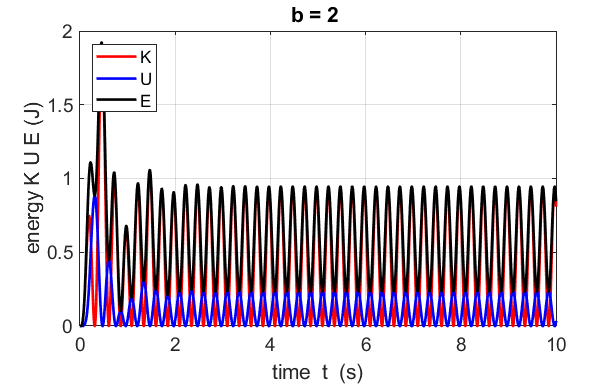 b = 2
2
1.5
1
0.5
0
energy K U E (J)
K
U
E
0 2 4 6 8 10
time t (s)